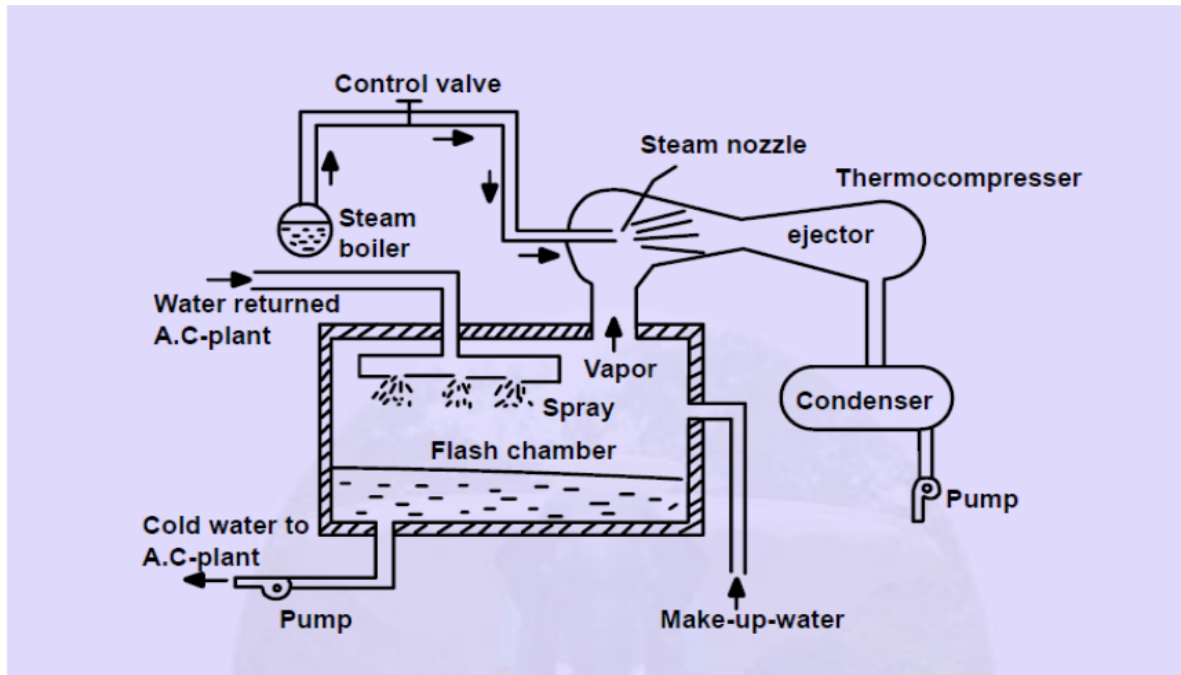 Control valve
Steam nozzle
Thermocompresser
Steam
boiler
ejector
Water returned
A.C-plant
Vapor
Spray
Condenser
Flash chamber
Pump
Cold water to
A.C-plant
Pump
Make-up-water